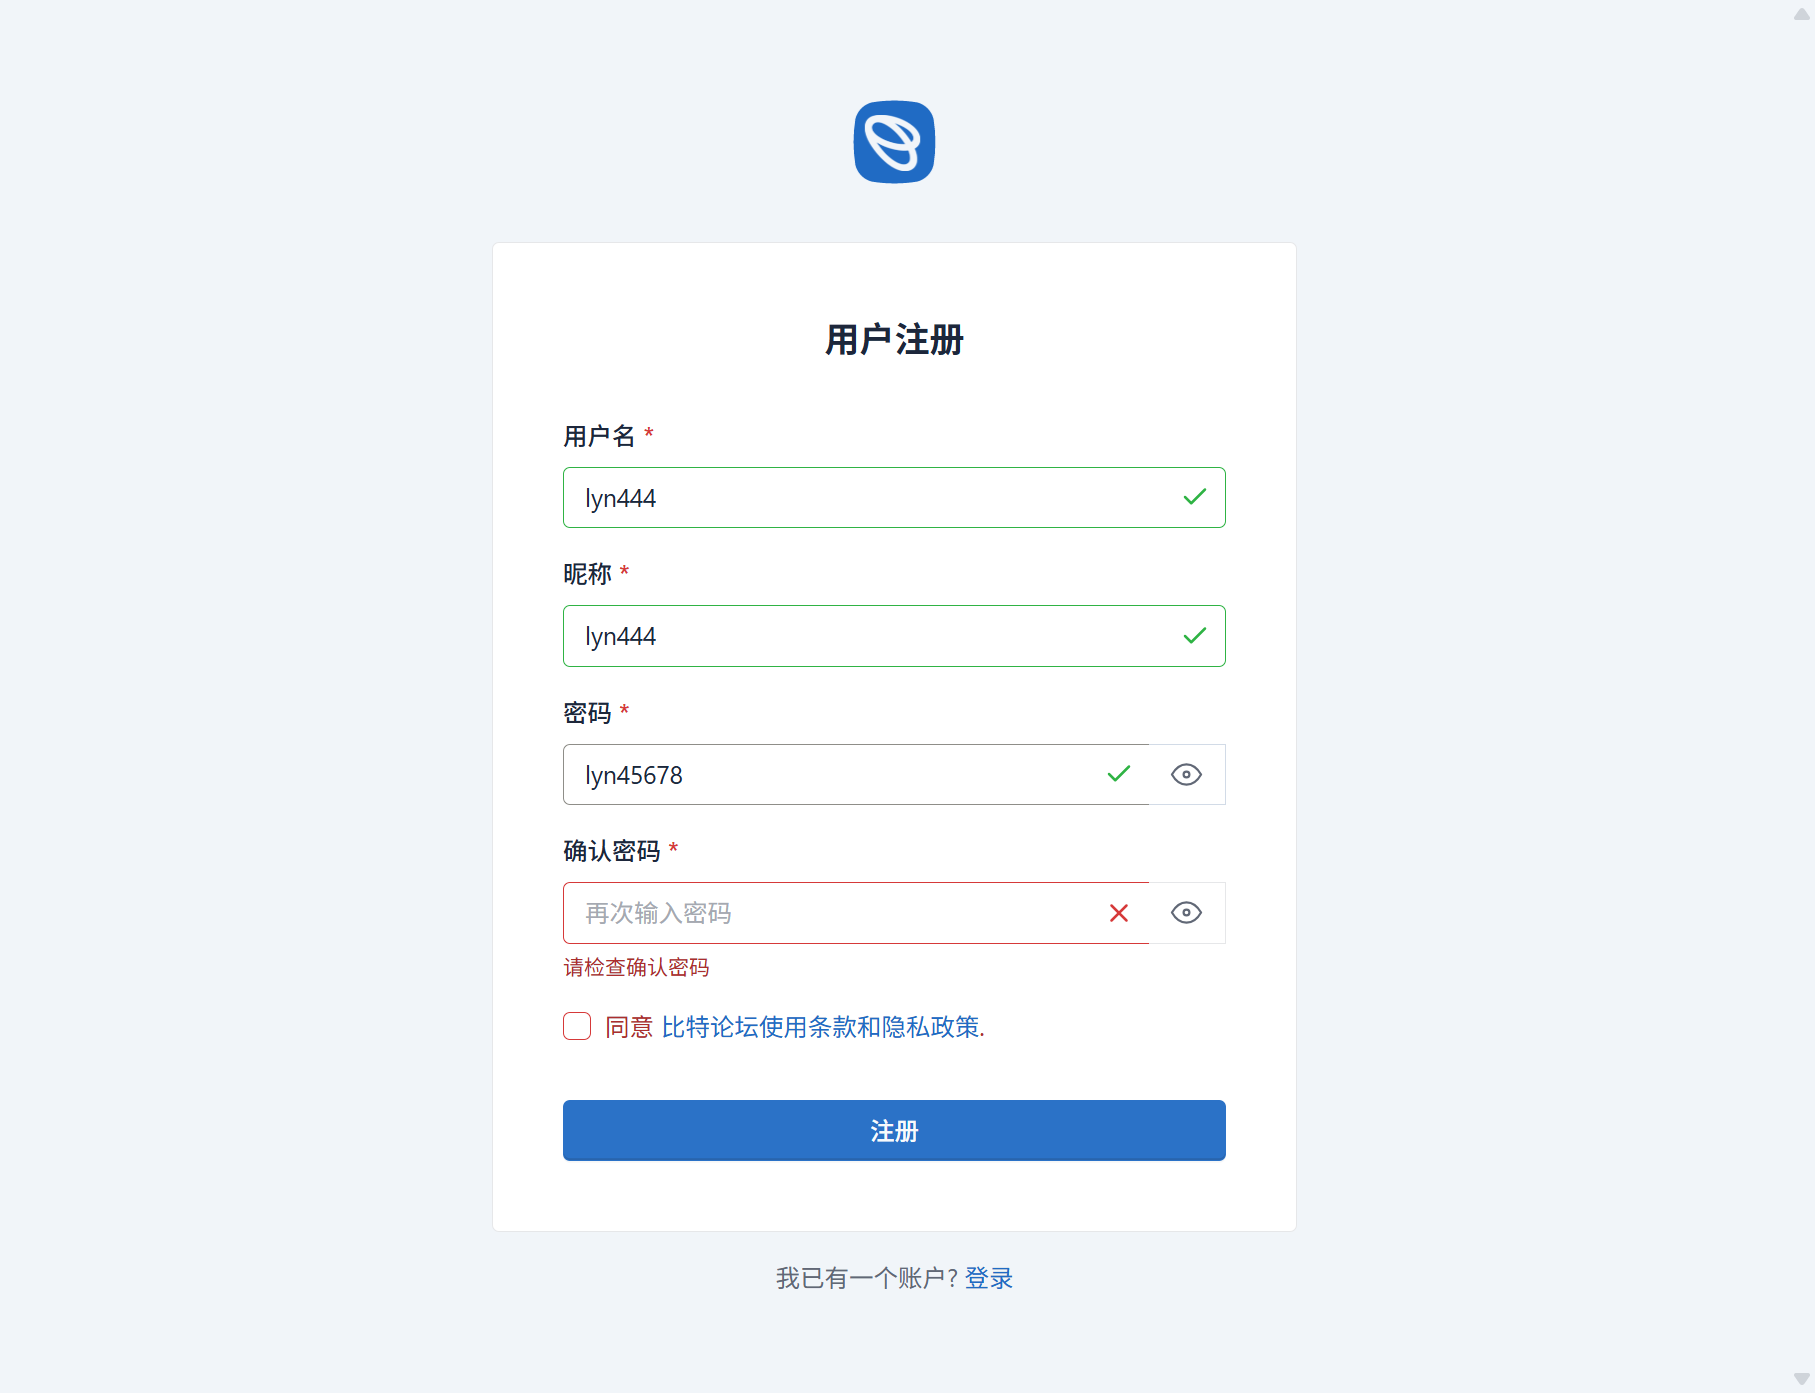 用户注册
用户名 *
lyn444
昵称 *
lyn444
密码 *
lyn45678
确认密码 *
再次输入密码
请检查确认密码
同意 比特论坛使用条款和隐私政策.
注册
我已有一个账户? 登录